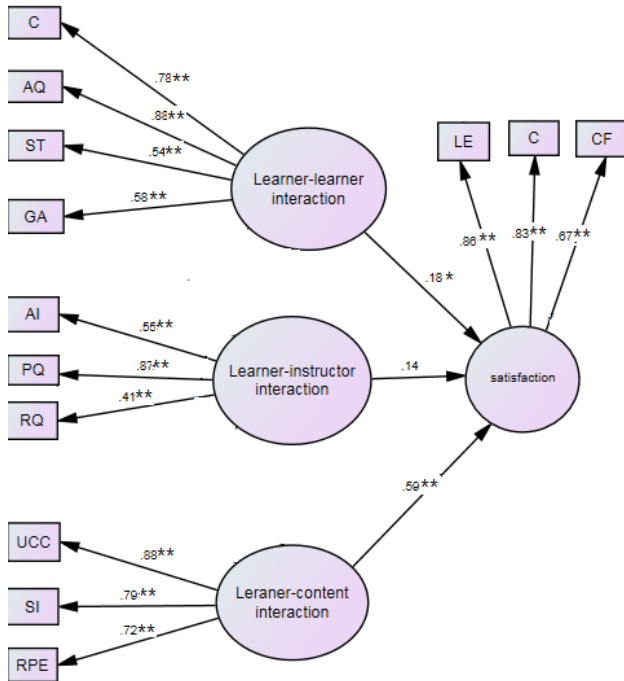 C
.78**
AQ
.88**
ST
.54**
GA
.58**
Learner-learner
interaction
LE
C
CF
.86**
.83**
.67**
.18*
AI
.55**
PQ
.87**
RQ
.41**
Learner-instructor
interaction
.14
satisfaction
.59**
UCC
.88**
SI
.79**
RPE
.72**
Leraner-content
interaction